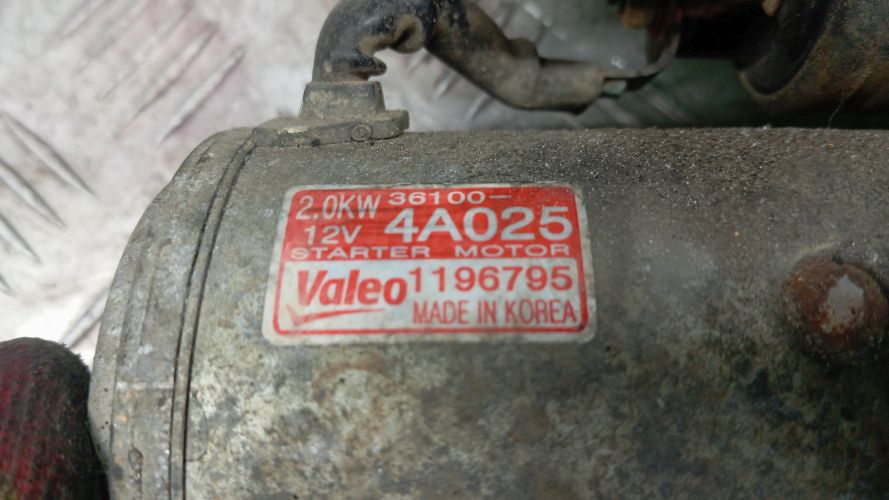 2.0KW 36100-
12V 4A025
STARTER MOTOR
Valeo 1196795
MADE IN KOREA